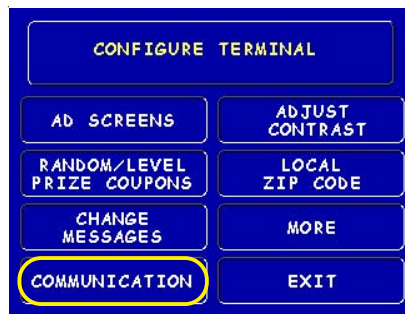 CONFIGURE TERMINAL
AD SCREENS
ADJUST
CONTRAST
RANDOM/LEVEL
PRIZE COUPONS
LOCAL
ZIP CODE
CHANGE
MESSAGES
MORE
COMMUNICATION
EXIT